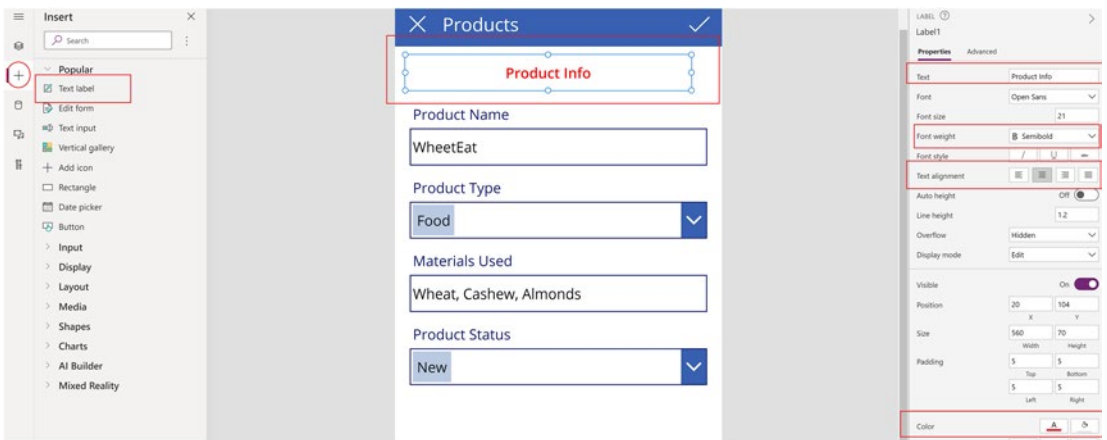 Insert
Search
Popular
Text label
Edit form
Text input
Vertical gallery
Add icon
Rectangle
Date picker
Button
Input
Display
Layout
Media
Shapes
Charts
AI Builder
Mixed Reality
Products
Product Info
Product Name
WheetEat
Product Type
Food
Materials Used
Wheat, Cashew, Almonds
Product Status
New
LABEL
Label1
Properties Advanced
Text Product Info
Font Open Sans
Font size 21
Font weight B Semibold
Font style
Text alignment
Auto height Off
Line height 1.2
Overflow Hidden
Display mode Edit
Visible On
Position 20 104
X Y
Size 560 70
Width Height
Padding 5 5
Top Bottom
5 5
Left Right
Color A